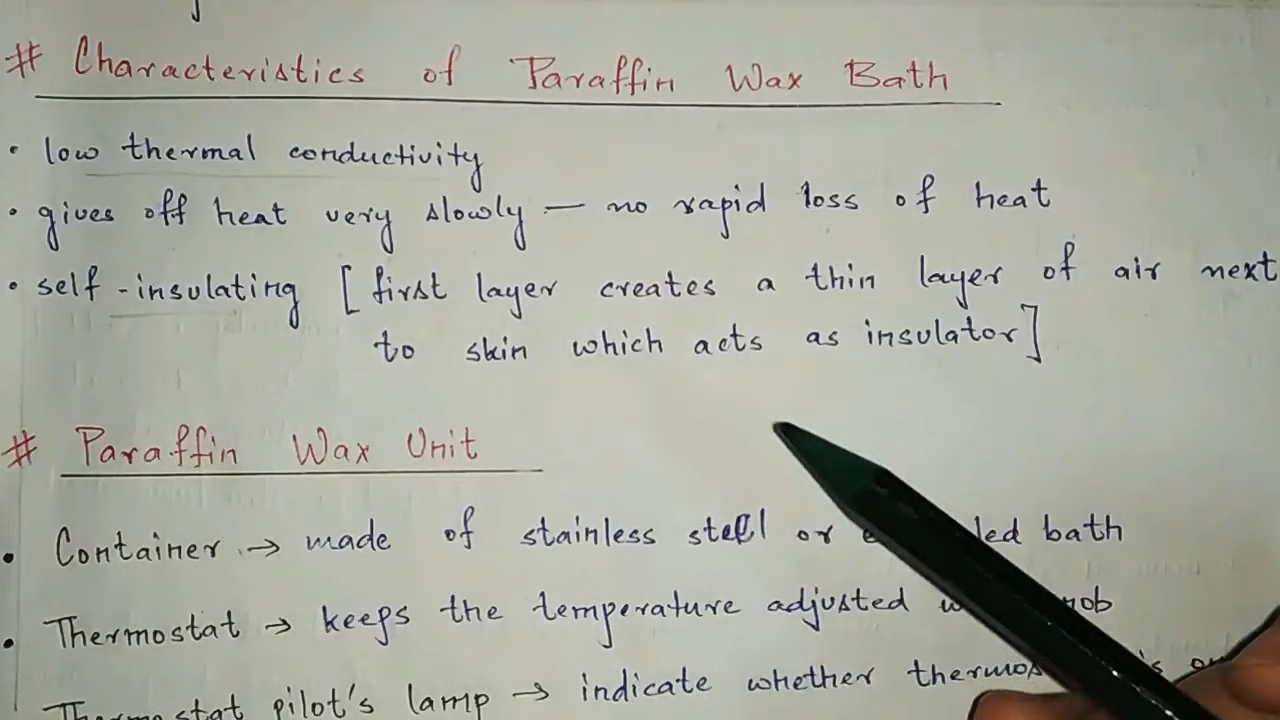 # Characteristics of Paraffin Wax Bath
• low thermal conductivity
• gives off heat very slowly — no rapid loss of heat
• self-insulating [first layer creates a thin layer of air next
to skin which acts as insulator]
# Paraffin Wax Unit
• Container → made of stainless steel or bath
• Thermostat → keeps the temperature adjusted
Thermostat pilot's lamp → indicate whether